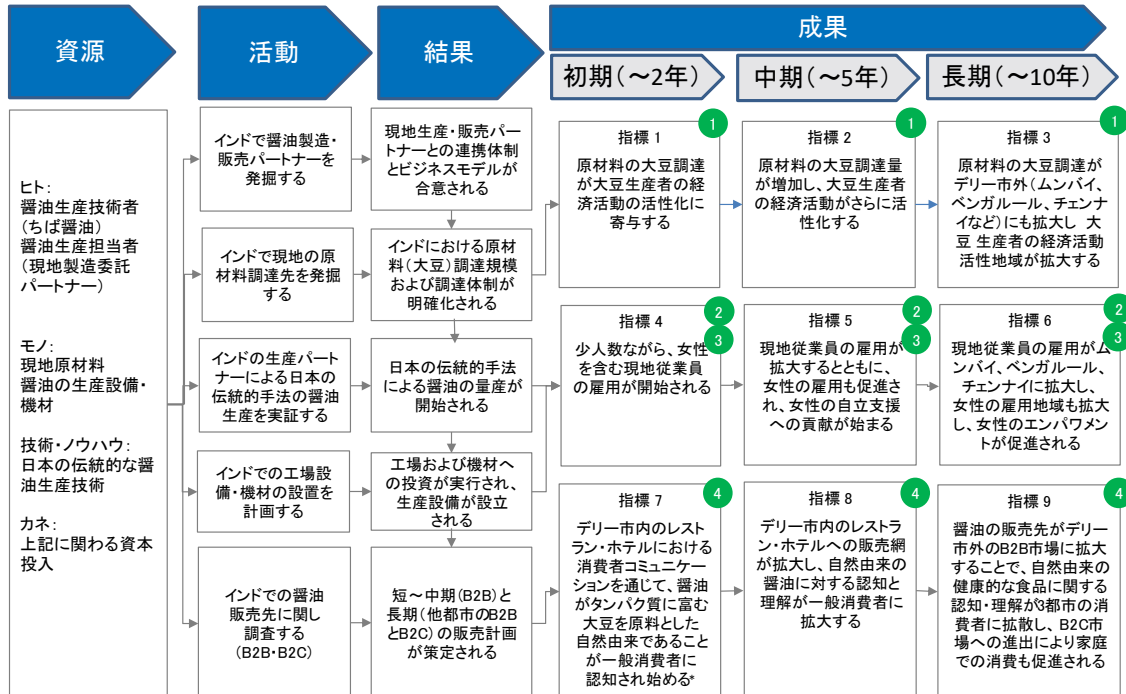 資源
活動
結果
成果
初期(~2年)
中期(~5年)
長期(~10年)
ヒト:
醤油生産技術者
(ちば醤油)
醤油生産担当者
(現地製造委託
パートナー)
モノ:
現地原材料
醤油の生産設備・
機材
技術・ノウハウ:
日本の伝統的な醤
油生産技術
カネ:
上記に関わる資本
投入
インドで醤油製造・
販売パートナーを
発掘する
インドで現地の原
材料調達先を発掘
する
インドの生産パート
ナーによる日本の
伝統的手法の醤油
生産を実証する
インドでの工場設
備・機材の設置を
計画する
インドでの醤油
販売先に関し
調査する
(B2B・B2C)
現地生産・販売パー
トナーとの連携体制
とビジネスモデルが
合意される
インドにおける原材
料(大豆)調達規模
および調達体制が
明確化される
日本の伝統的手法
による醤油の量産が
開始される
工場および機材へ
の投資が実行され、
生産設備が設立
される
短~中期(B2B)と
長期(他都市のB2B
とB2C)の販売計画
が策定される
1
指標 1
原材料の大豆調達
が大豆生産者の経
済活動の活性化に
寄与する
1
指標 2
原材料の大豆調達量
が増加し、大豆生産者
の経済活動がさらに活
性化する
1
指標 3
原材料の大豆調達が
デリー市外(ムンバイ、
ベンガルール、チェンナ
イなど)にも拡大し 大
豆 生産者の経済活動
活性地域が拡大する
2
3
指標 4
少人数ながら、女性
を含む現地従業員
の雇用が開始される
2
3
指標 5
現地従業員の雇用が
拡大するとともに、
女性の雇用も促進さ
れ、女性の自立支援
への貢献が始まる
2
3
指標 6
現地従業員の雇用がム
ンバイ、ベンガルール、
チェンナイに拡大し、
女性の雇用地域も拡大
し、女性のエンパワメン
トが促進される
4
指標 7
デリー市内のレスト
ラン・ホテルにおける
消費者コミュニケー
ションを通じて、醤油
がタンパク質に富む
大豆を原料とした
自然由来であること
が一般消費者に
認知され始める*
4
指標 8
デリー市内のレストラ
ン・ホテルへの販売網
が拡大し、自然由来の
醤油に対する認知と
理解が一般消費者に
拡大する
4
指標 9
醤油の販売先がデリー
市外のB2B市場に拡大
することで、自然由来の
健康的な食品に関する
認知・理解が3都市の消
費者に拡散し、B2C市
場への進出により家庭
での消費も促進される